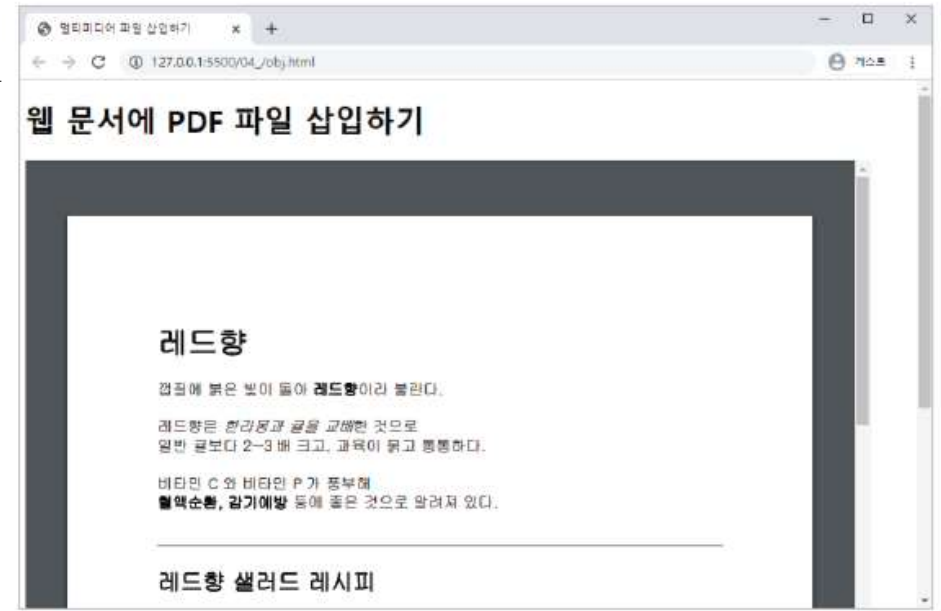 멀티미디어 파일 삽입하기
127.0.0.1:5500/04_/obj.html
게스트
웹 문서에 PDF 파일 삽입하기
레드향
껍질에 붉은 빛이 돌아 레드향이라 불린다.
레드향은 한라봉과 귤을 교배한 것으로
일반 귤보다 2~3 배 크고, 과육이 붉고 통통하다.
비타민 C 와 비타민 P 가 풍부해
혈액순환, 감기예방 등에 좋은 것으로 알려져 있다.
레드향 샐러드 레시피